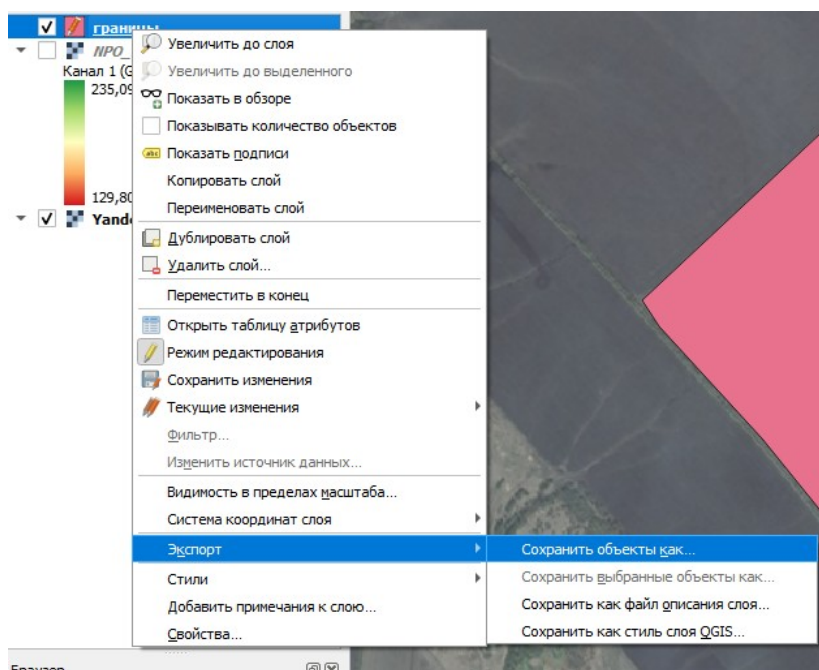 границы
Увеличить до слоя
NPO_
Увеличить до выделенного
Канал 1 (G
235,09
Показать в обзоре
Показывать количество объектов
abc Показать подписи
Копировать слой
129,80
Переименовать слой
Yande
Дублировать слой
Удалить слой...
Переместить в конец
Открыть таблицу атрибутов
Режим редактирования
Сохранить изменения
Текущие изменения
Фильтр...
Изменить источник данных...
Видимость в пределах масштаба...
Система координат слоя
Экспорт
Сохранить объекты как...
Стили
Сохранить выбранные объекты как...
Добавить примечания к слою...
Сохранить как файл описания слоя...
Свойства...
Сохранить как стиль слоя QGIS...
Браузер